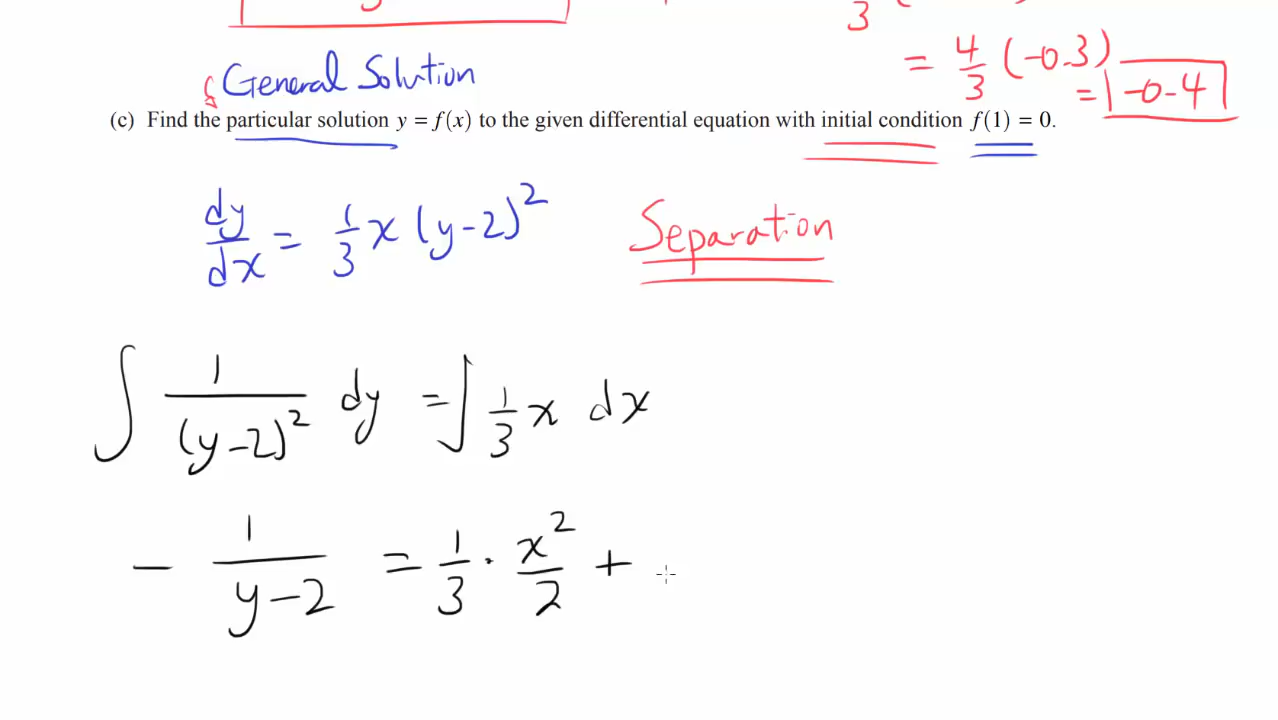 3
= 4/3 (-0.3)
= -0.4
General Solution
(c) Find the particular solution y = f(x) to the given differential equation with initial condition f(1) = 0.
dy/dx = 1/3 x (y-2)²
Separation
∫ 1/(y-2)² dy = ∫ 1/3 x dx
- 1/(y-2) = 1/3 · x²/2 +